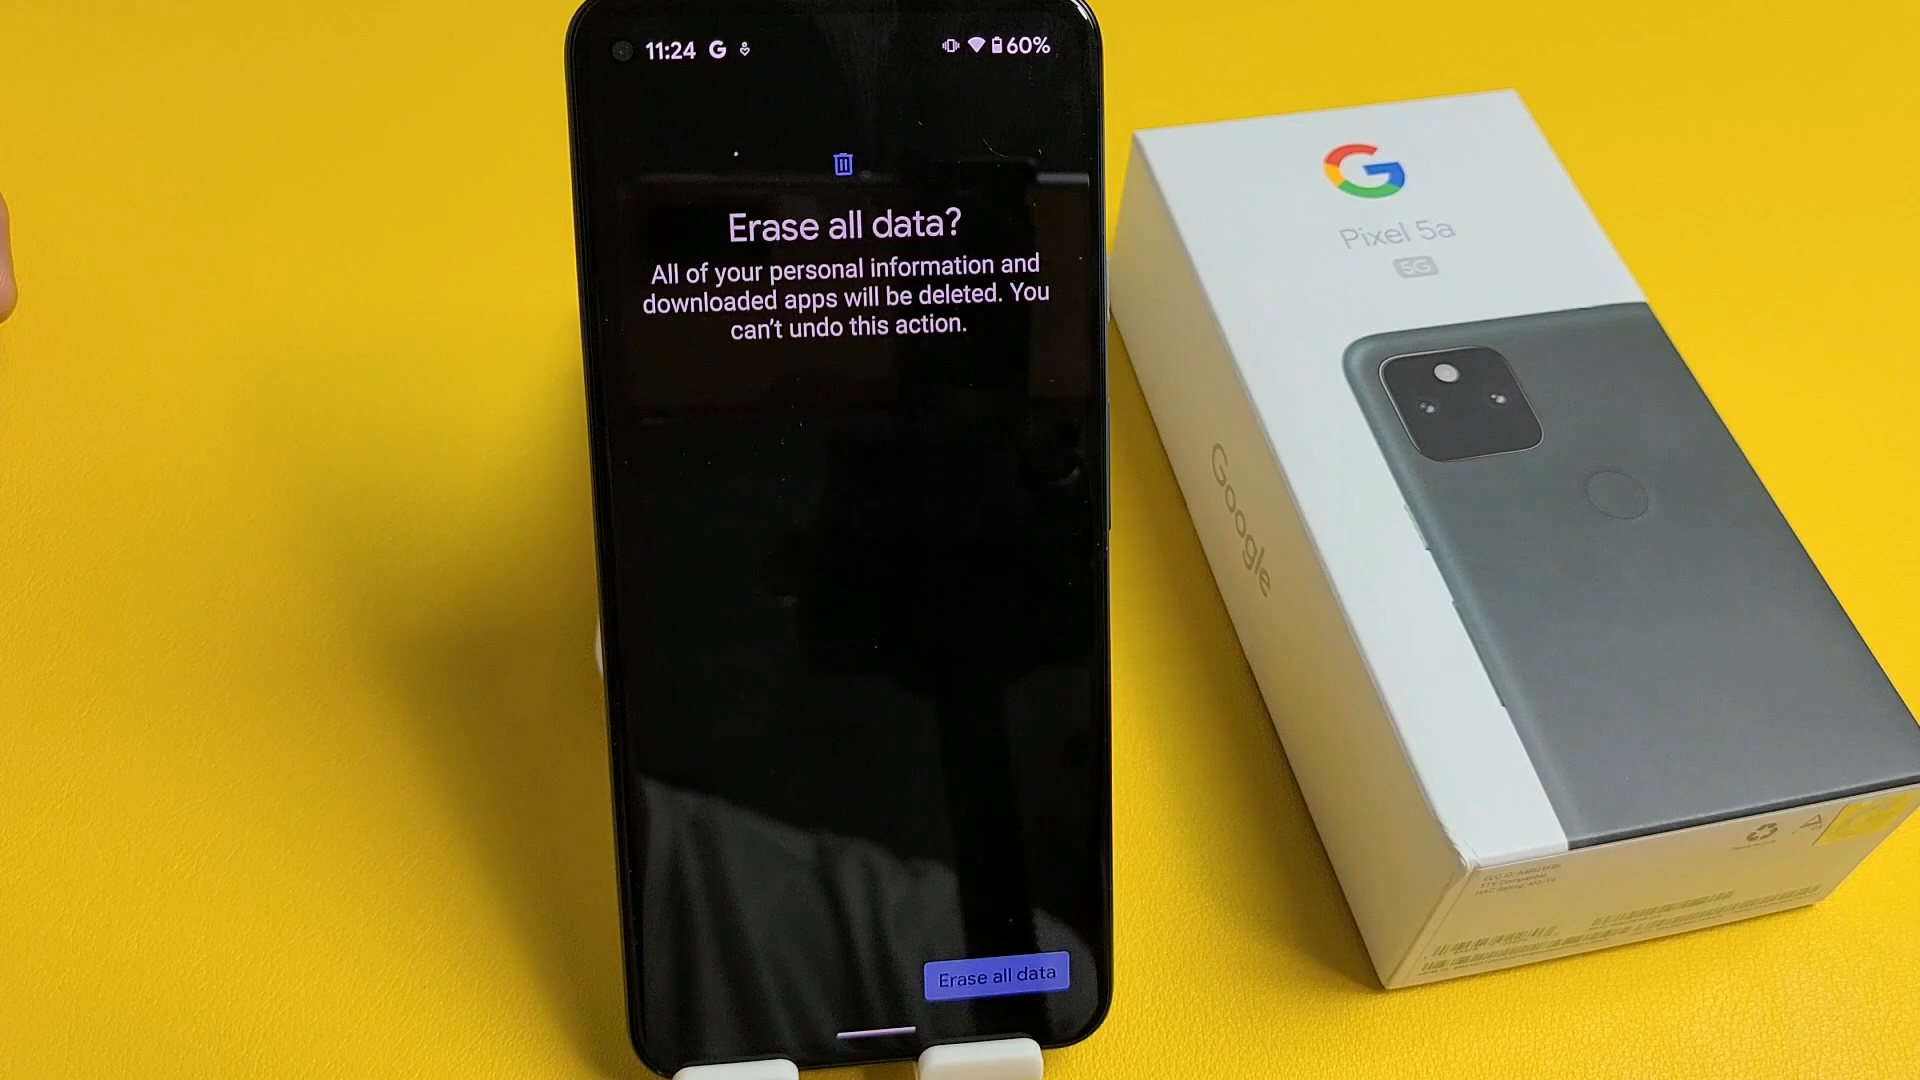 11:24 G
60%
Erase all data?
All of your personal information and
downloaded apps will be deleted. You
can't undo this action.
Erase all data
G
Pixel 5a
5G
Google